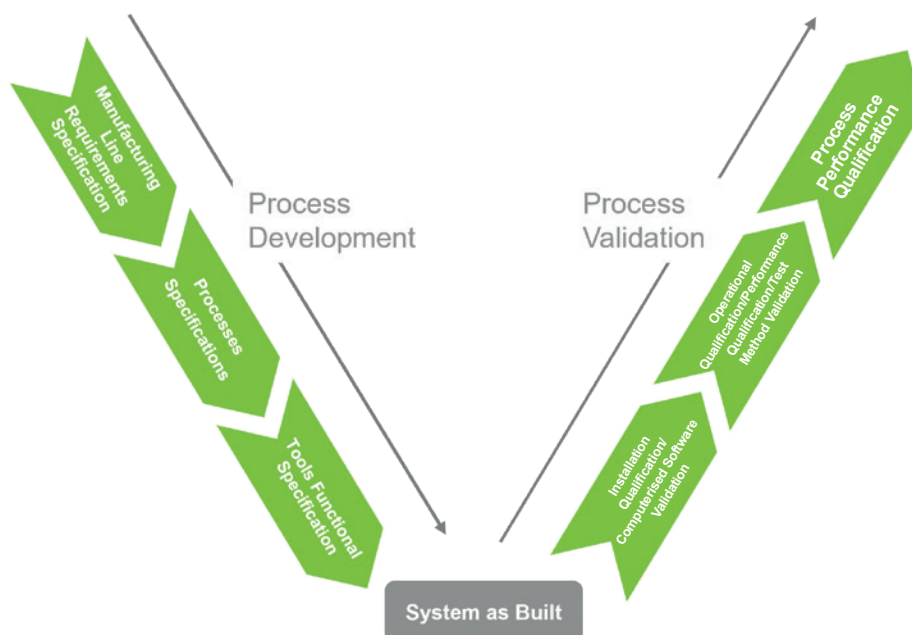 Manufacturing
Line
Requirements
Specification
Processes
Specifications
Tools Functional
Specification
Process
Development
System as Built
Process
Validation
Installation
Qualification/
Computerised Software
Validation
Operational
Qualification/Performance
Qualification/Test
Method Validation
Process
Performance
Qualification